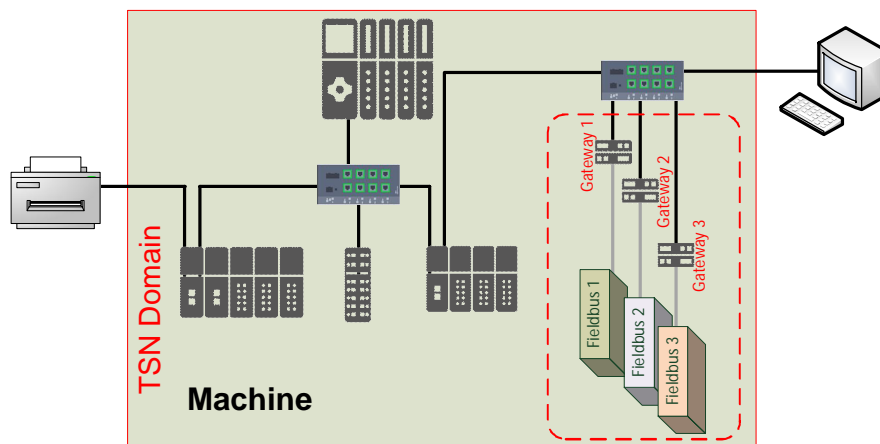 Gateway 1
Gateway 2
Gateway 3
TSN Domain
Fieldbus 1
Fieldbus 2
Fieldbus 3
Machine